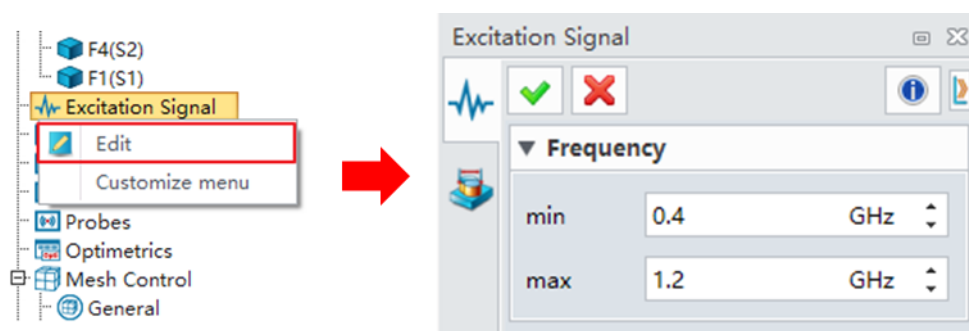 F4(S2)
F1(S1)
Excitation Signal
Edit
Customize menu
Probes
Optimetrics
Mesh Control
General
Excitation Signal
Frequency
min 0.4 GHz
max 1.2 GHz